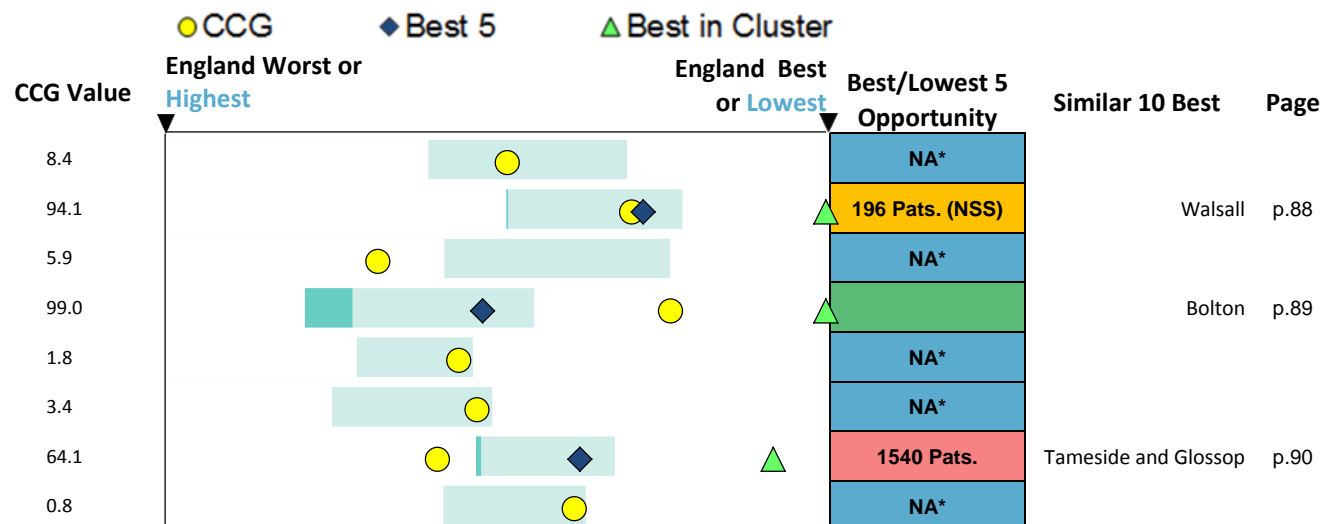 CCG Best 5 Best in Cluster
CCG Value England Worst or Highest England Best or Lowest Best/Lowest 5 Opportunity Similar 10 Best Page
8.4 NA*
94.1 196 Pats. (NSS) Walsall p.88
5.9 NA*
99.0 Bolton p.89
1.8 NA*
3.4 NA*
64.1 1540 Pats. Tameside and Glossop p.90
0.8 NA*